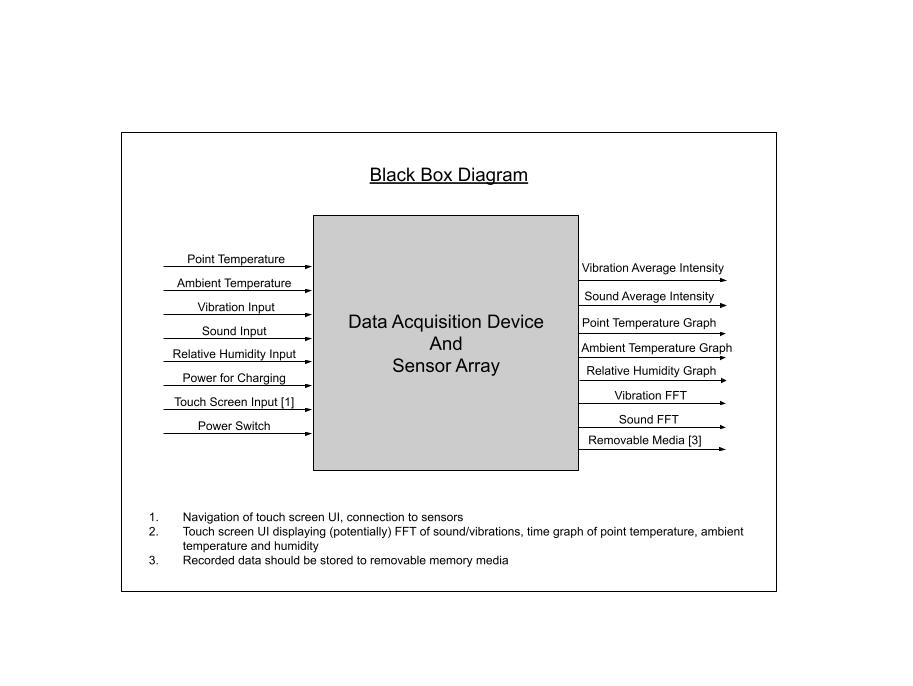 Black Box Diagram
Point Temperature
Ambient Temperature
Vibration Input
Sound Input
Relative Humidity Input
Power for Charging
Touch Screen Input [1]
Power Switch
Data Acquisition Device
And
Sensor Array
Vibration Average Intensity
Sound Average Intensity
Point Temperature Graph
Ambient Temperature Graph
Relative Humidity Graph
Vibration FFT
Sound FFT
Removable Media [3]
1. Navigation of touch screen UI, connection to sensors
2. Touch screen UI displaying (potentially) FFT of sound/vibrations, time graph of point temperature, ambient
temperature and humidity
3. Recorded data should be stored to removable memory media